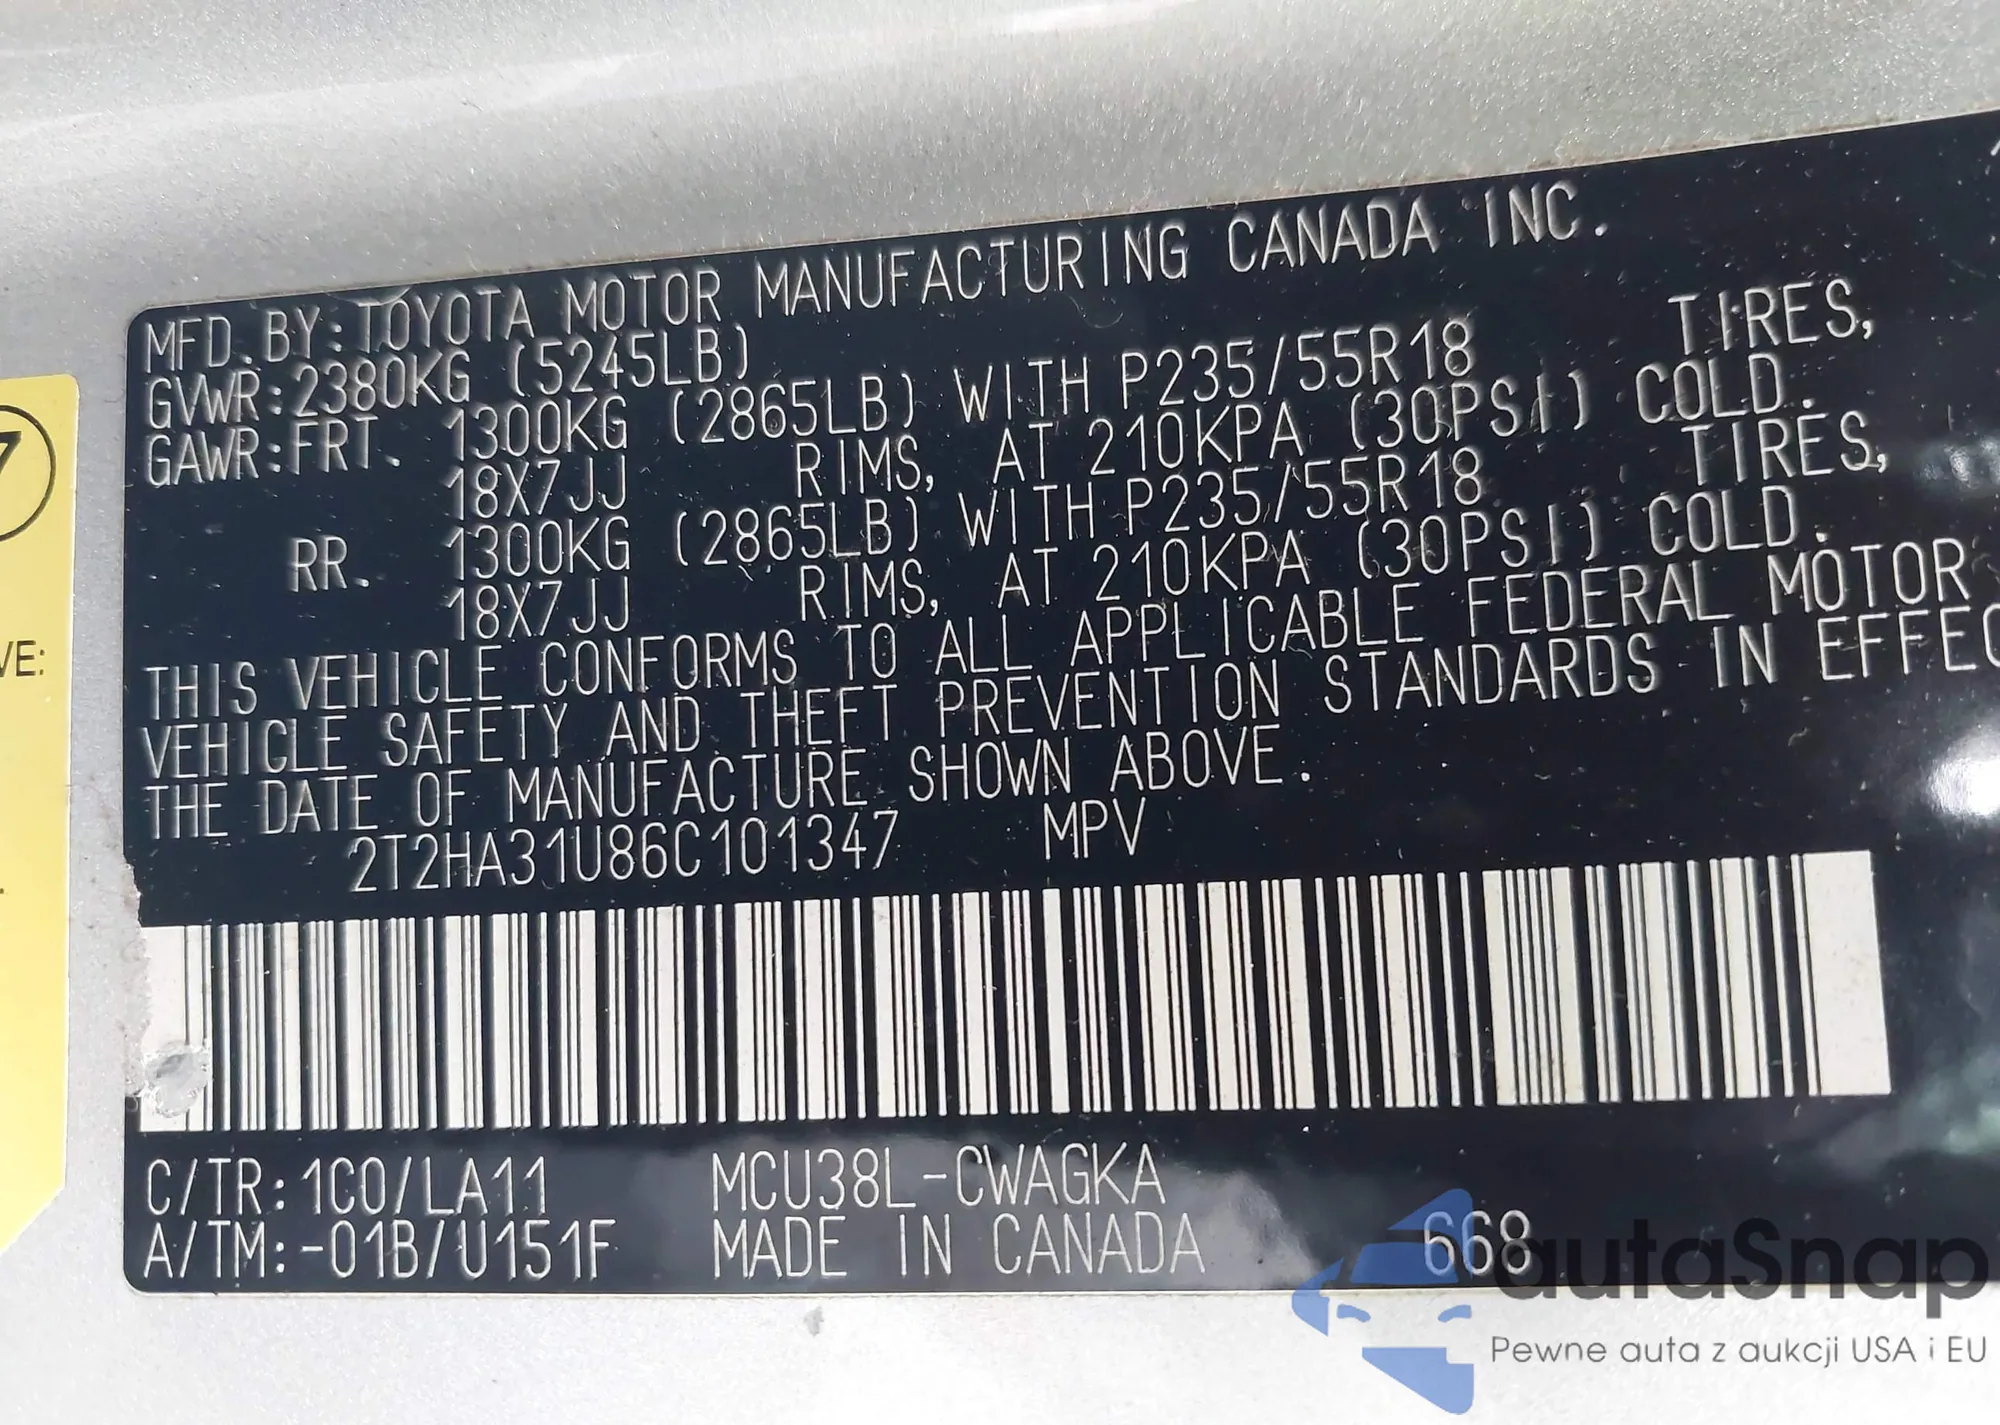 MFD. BY: TOYOTA MOTOR MANUFACTURING CANADA INC.
GVWR: 2380KG (5245LB)
GAWR: FRT. 1300KG (2865LB) WITH P235/55R18 TIRES,
18X7JJ RIMS, AT 210KPA (30PSI) COLD.
RR. 1300KG (2865LB) WITH P235/55R18 TIRES,
18X7JJ RIMS, AT 210KPA (30PSI) COLD.
THIS VEHICLE CONFORMS TO ALL APPLICABLE FEDERAL MOTOR
VEHICLE SAFETY AND THEFT PREVENTION STANDARDS IN EFFEC
THE DATE OF MANUFACTURE SHOWN ABOVE.
2T2HA31U86C101347 MPV
C/TR: 1C0/LA11 MCU38L-CWAGKA
A/TM: -01B/U151F MADE IN CANADA 668
7
VE:
autoSnap
Pewne auta z aukcji USA i EU